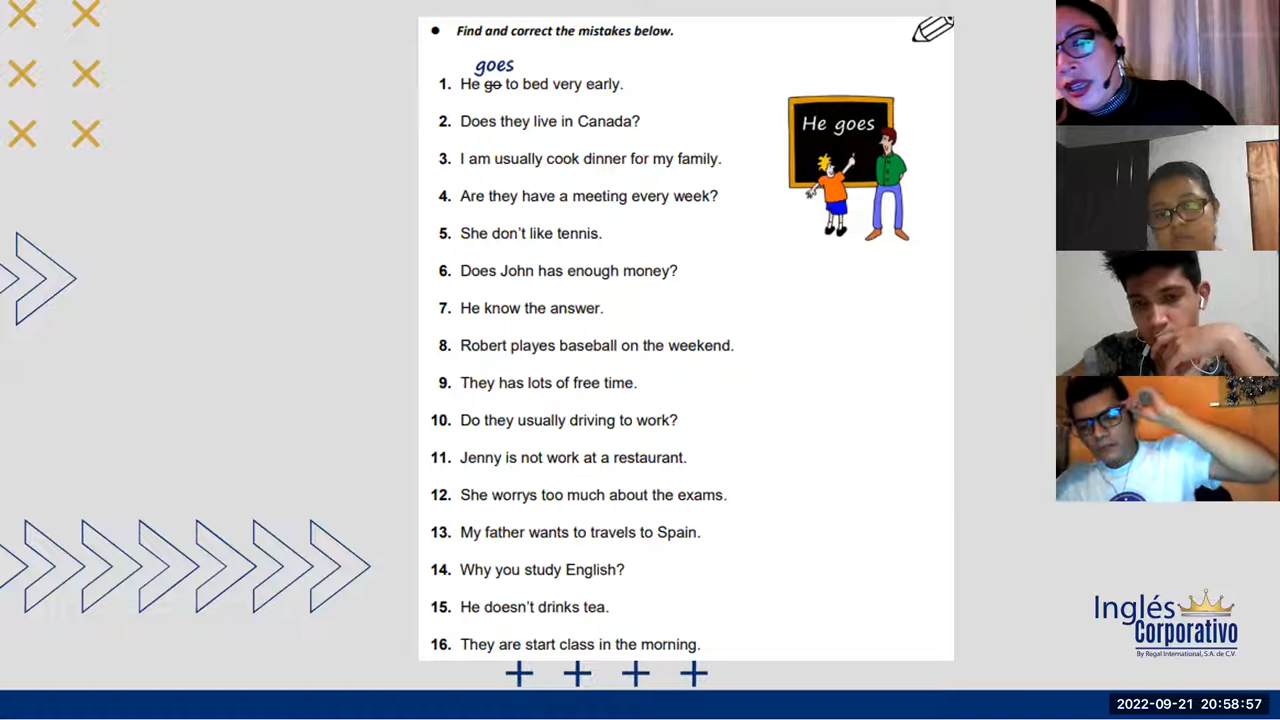 Find and correct the mistakes below.
goes
1. He go to bed very early.
He goes
2. Does they live in Canada?
3. I am usually cook dinner for my family.
4. Are they have a meeting every week?
5. She don't like tennis.
6. Does John has enough money?
7. He know the answer.
8. Robert playes baseball on the weekend.
9. They has lots of free time.
10. Do they usually driving to work?
11. Jenny is not work at a restaurant.
12. She worrys too much about the exams.
13. My father wants to travels to Spain.
14. Why you study English?
15. He doesn't drinks tea.
16. They are start class in the morning.
Inglés
Corporativo
By Regal International, S.A. de C.V.
2022-09-21 20:58:57